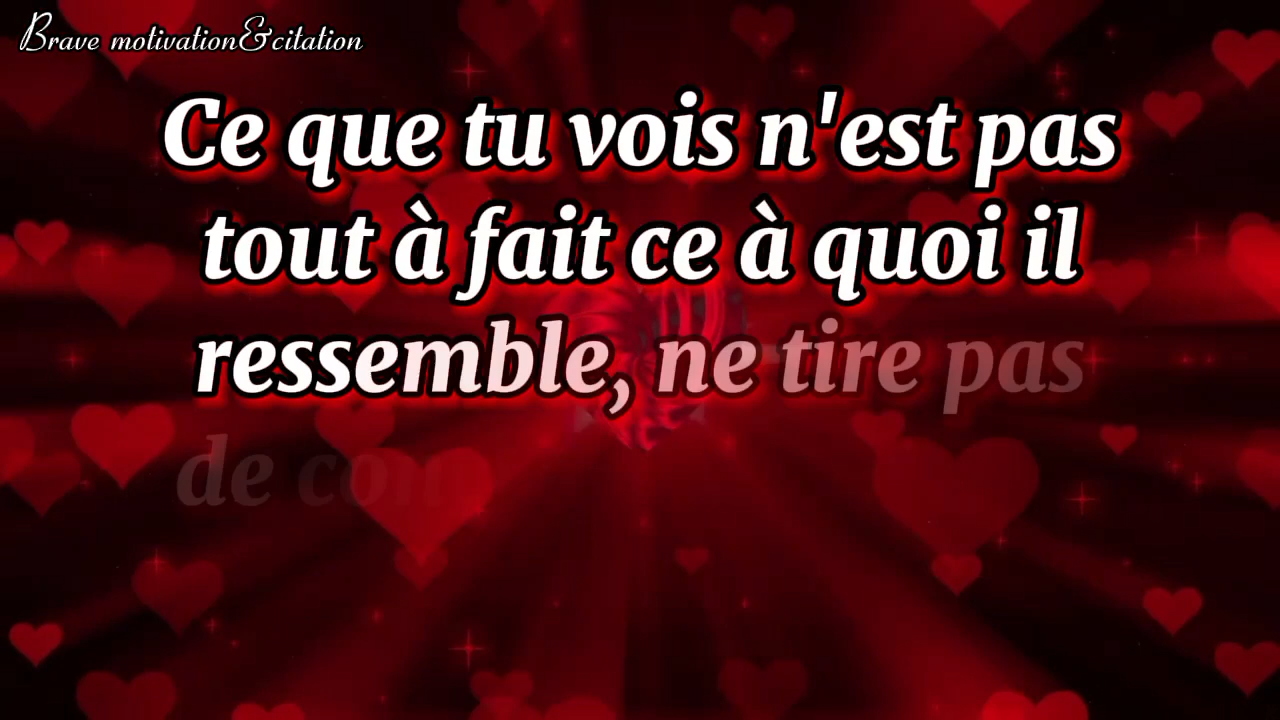 Brave motivation&citation
Ce que tu vois n'est pas
tout à fait ce à quoi il
ressemble, ne tire pas
de con